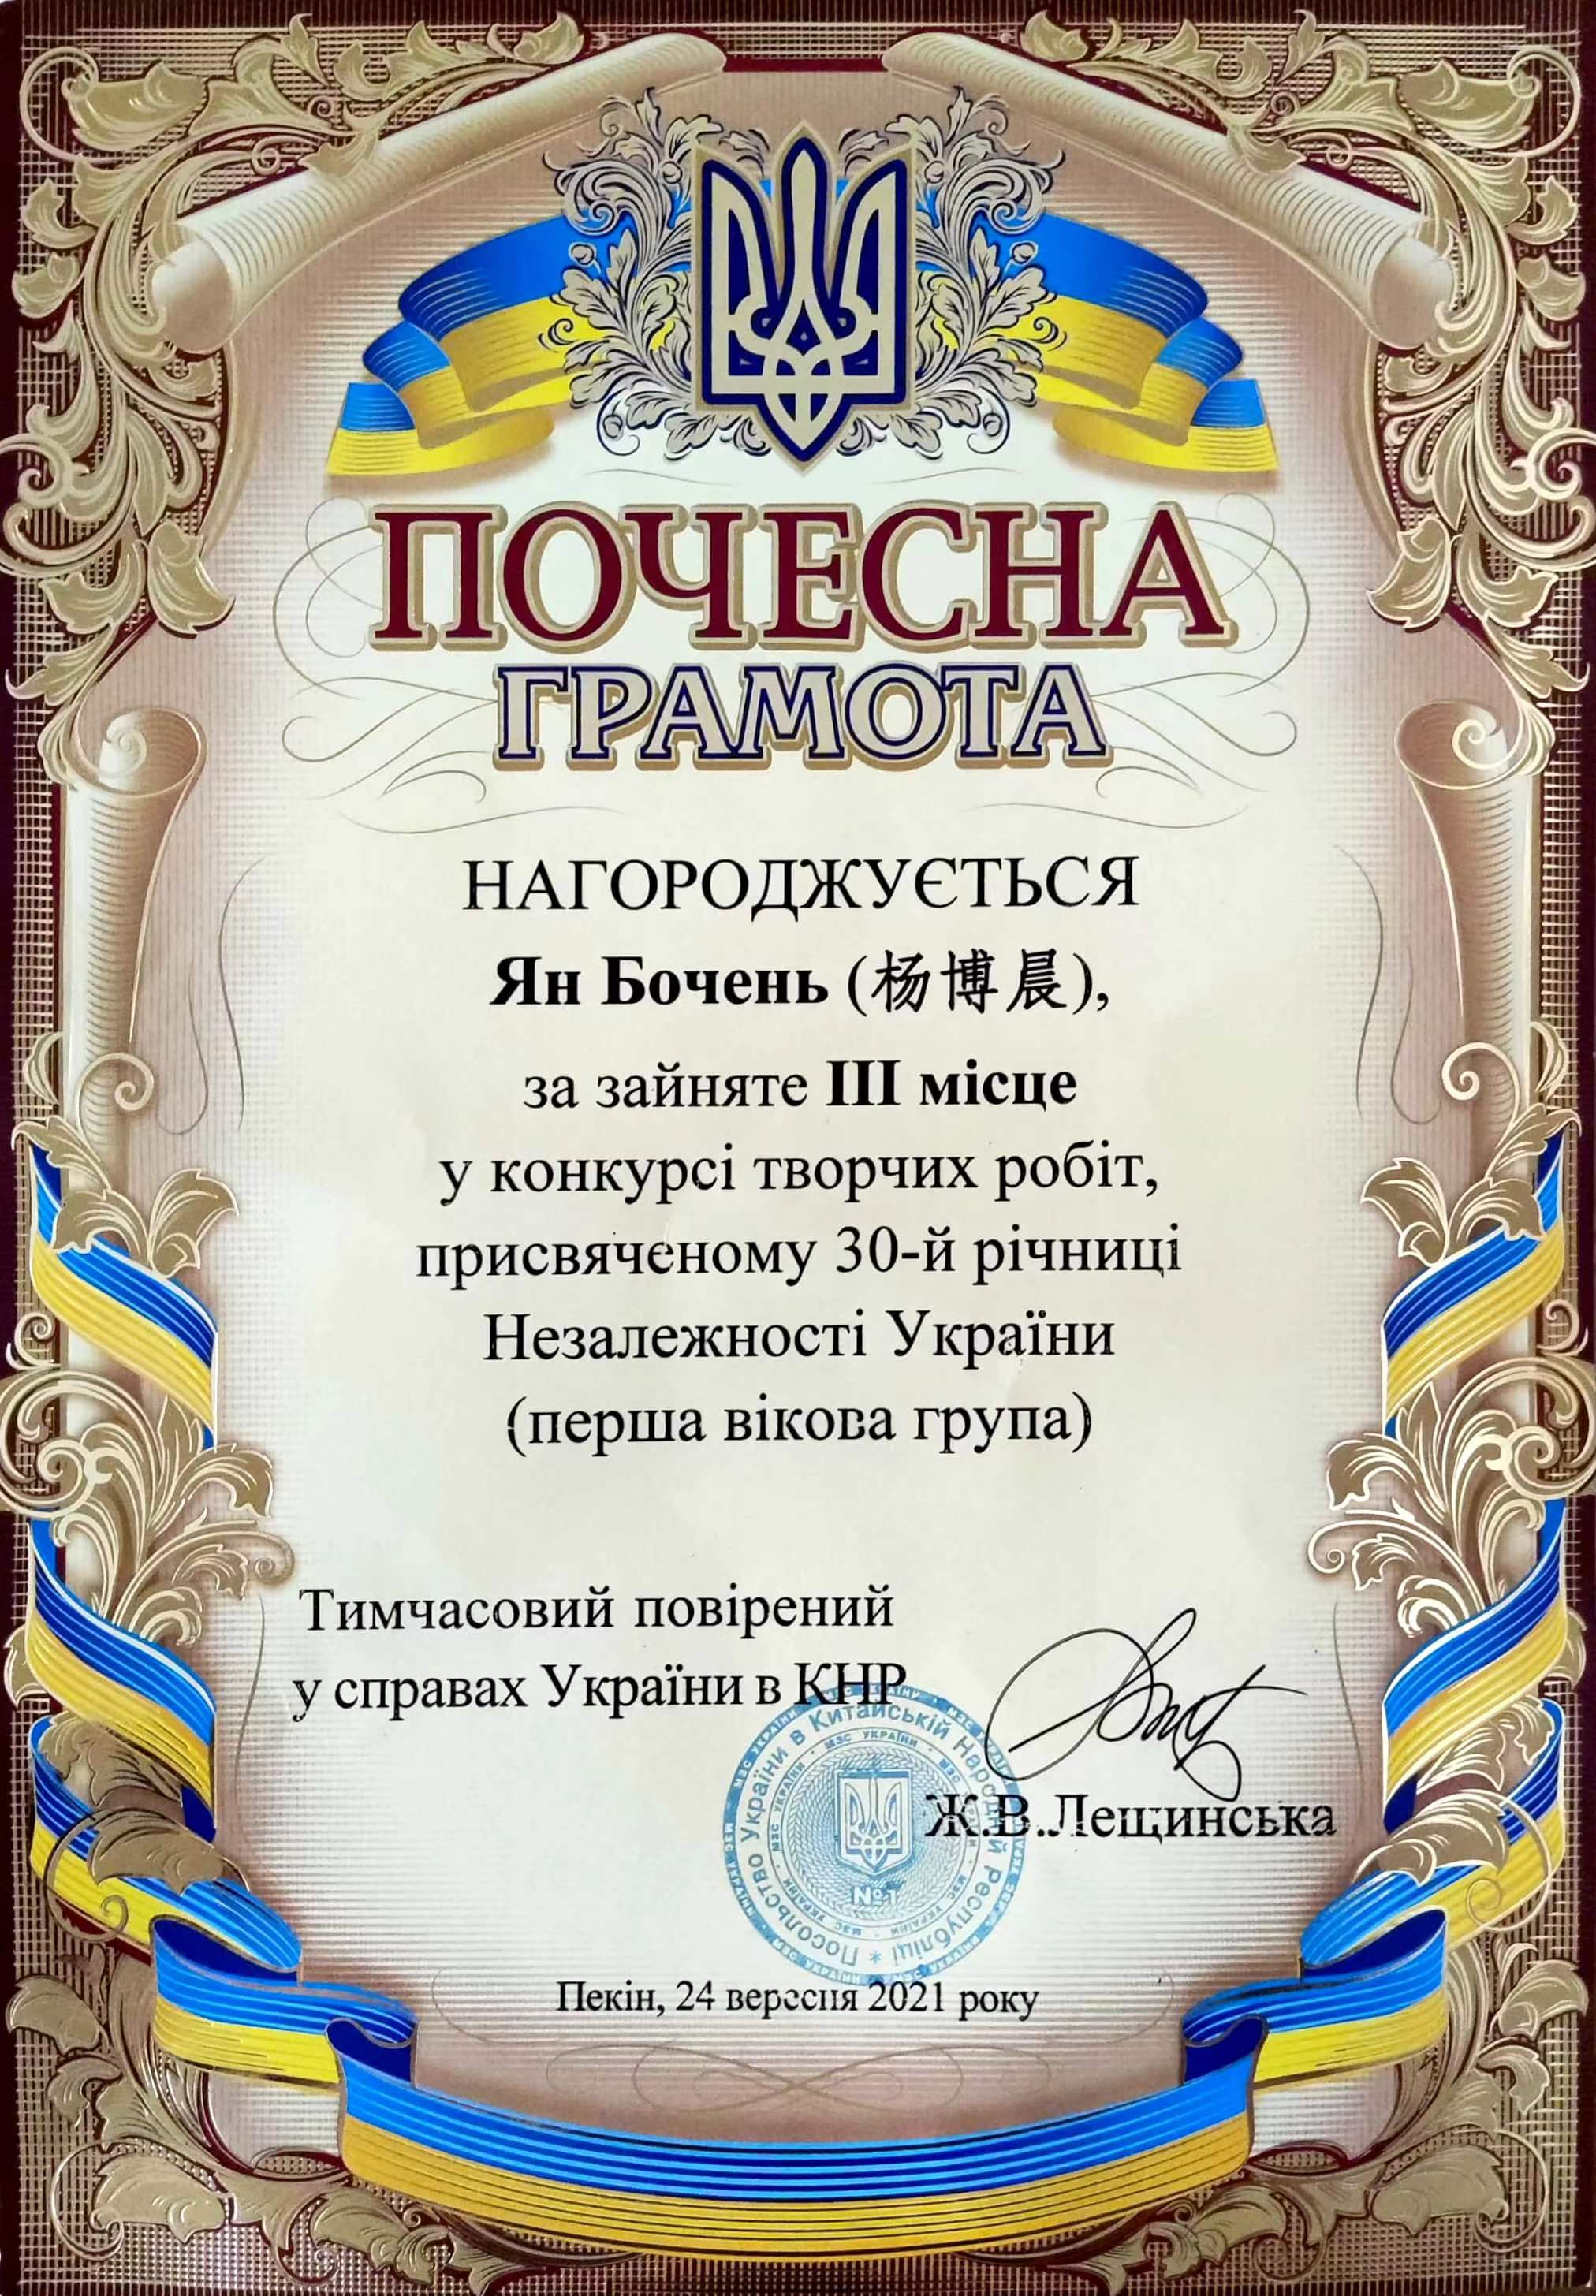 ПОЧЕСНА
ГРАМОТА
НАГОРОДЖУЄТЬСЯ
Ян Бочень (杨博晨),
за зайняте III місце
у конкурсі творчих робіт,
присвяченому 30-й річниці
Незалежності України
(перша вікова група)
Тимчасовий повірений
у справах України в КНР
Ж.В.Лещинська
Посольство України в Китайській Народній Республіці *
МЗС УКРАЇНИ
№1
Пекін, 24 вересня 2021 року